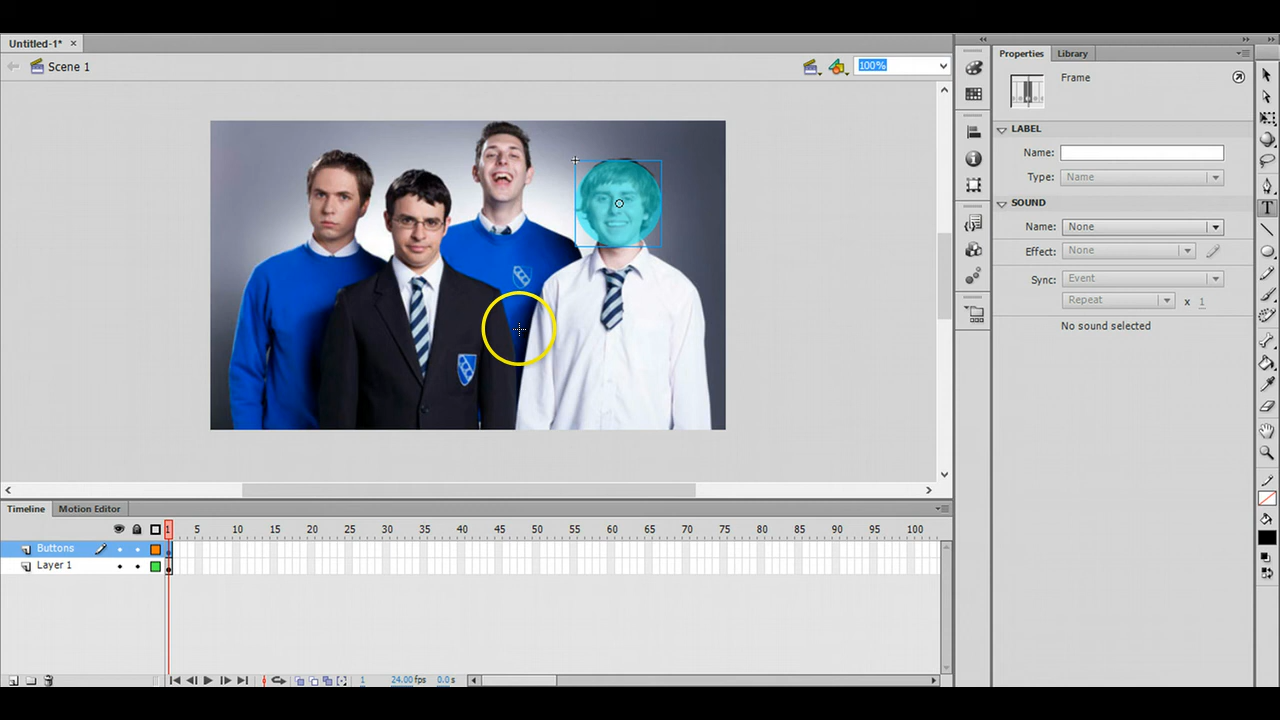 Untitled-1* ×
Scene 1
100%
Properties Library
Frame
LABEL
Name:
Type: Name
SOUND
Name: None
Effect: None
Sync: Event
Repeat x 1
No sound selected
Timeline Motion Editor
1 5 10 15 20 25 30 35 40 45 50 55 60 65 70 75 80 85 90 95 100
Buttons
Layer 1
1 24.00 fps 0.0 s